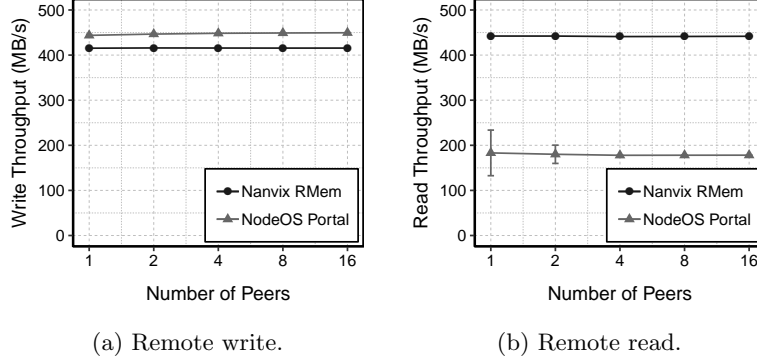 500
400
300
200
100
0
Write Throughput (MB/s)
Nanvix RMem
NodeOS Portal
1 2 4 8 16
Number of Peers
(a) Remote write.
500
400
300
200
100
0
Read Throughput (MB/s)
Nanvix RMem
NodeOS Portal
1 2 4 8 16
Number of Peers
(b) Remote read.